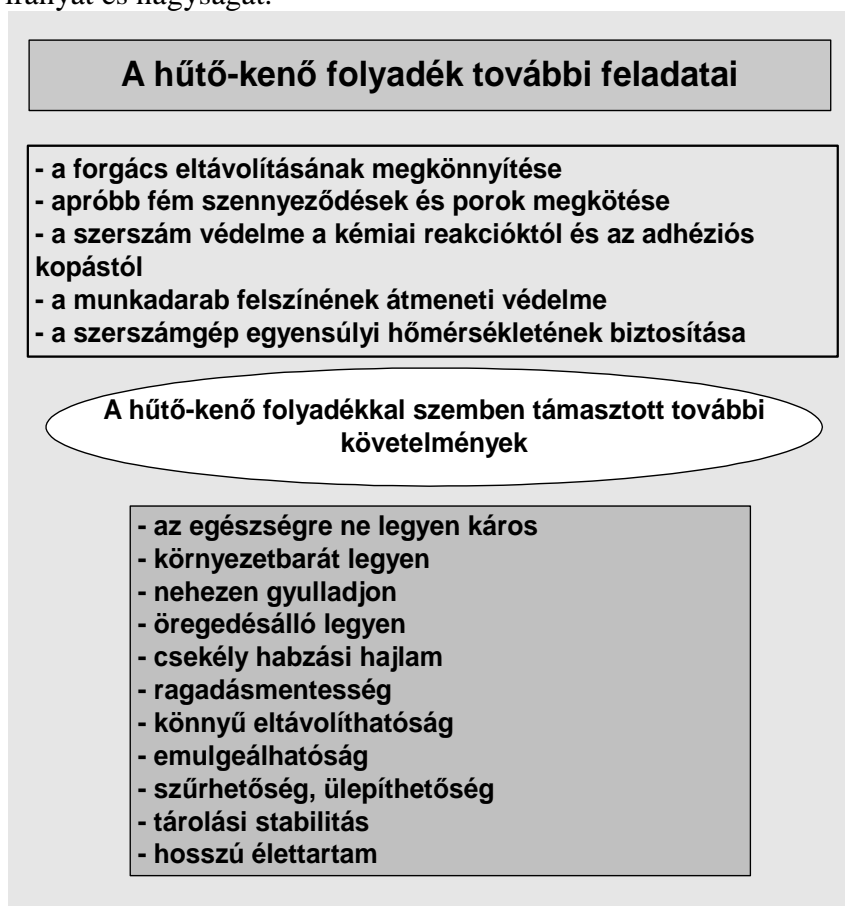 irányát és nagyságát.
A hűtő-kenő folyadék további feladatai
- a forgács eltávolításának megkönnyítése
- apróbb fém szennyeződések és porok megkötése
- a szerszám védelme a kémiai reakcióktól és az adhéziós
kopástól
- a munkadarab felszínének átmeneti védelme
- a szerszámgép egyensúlyi hőmérsékletének biztosítása
A hűtő-kenő folyadékkal szemben támasztott további
követelmények
- az egészségre ne legyen káros
- környezetbarát legyen
- nehezen gyulladjon
- öregedésálló legyen
- csekély habzási hajlam
- ragadásmentesség
- könnyű eltávolíthatóság
- emulgeálhatóság
- szűrhetőség, ülepíthetőség
- tárolási stabilitás
- hosszú élettartam